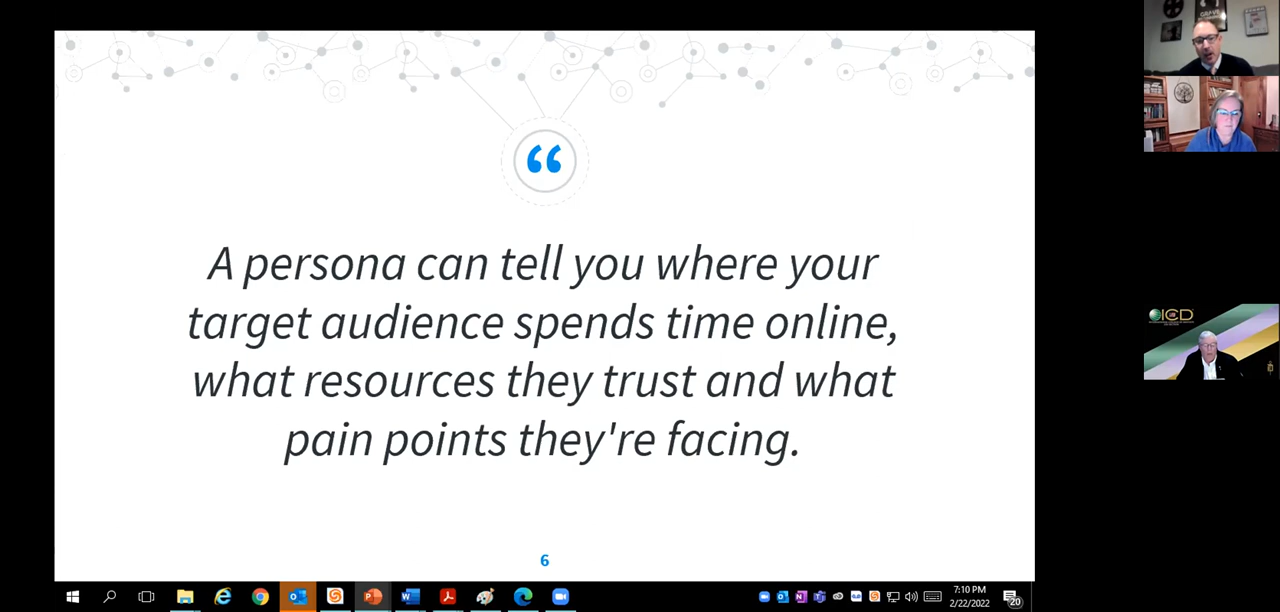 “
A persona can tell you where your
target audience spends time online,
what resources they trust and what
pain points they're facing.
6
ICD
7:10 PM
2/22/2022
20